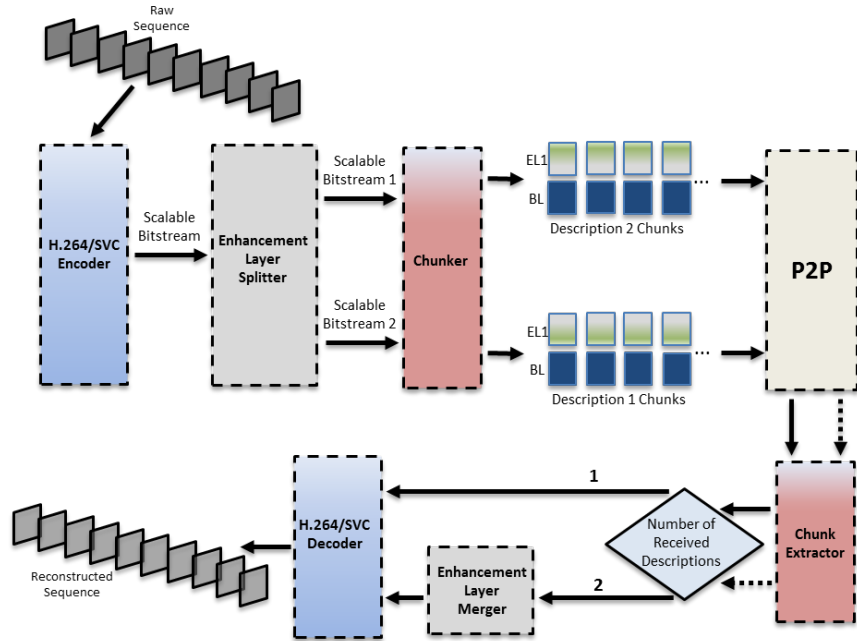 Raw
Sequence
H.264/SVC
Encoder
Scalable
Bitstream
Enhancement
Layer
Splitter
Scalable
Bitstream 1
Scalable
Bitstream 2
Chunker
EL1
BL
...
Description 2 Chunks
EL1
BL
...
Description 1 Chunks
P2P
Chunk
Extractor
Number of
Received
Descriptions
1
2
Enhancement
Layer
Merger
H.264/SVC
Decoder
Reconstructed
Sequence